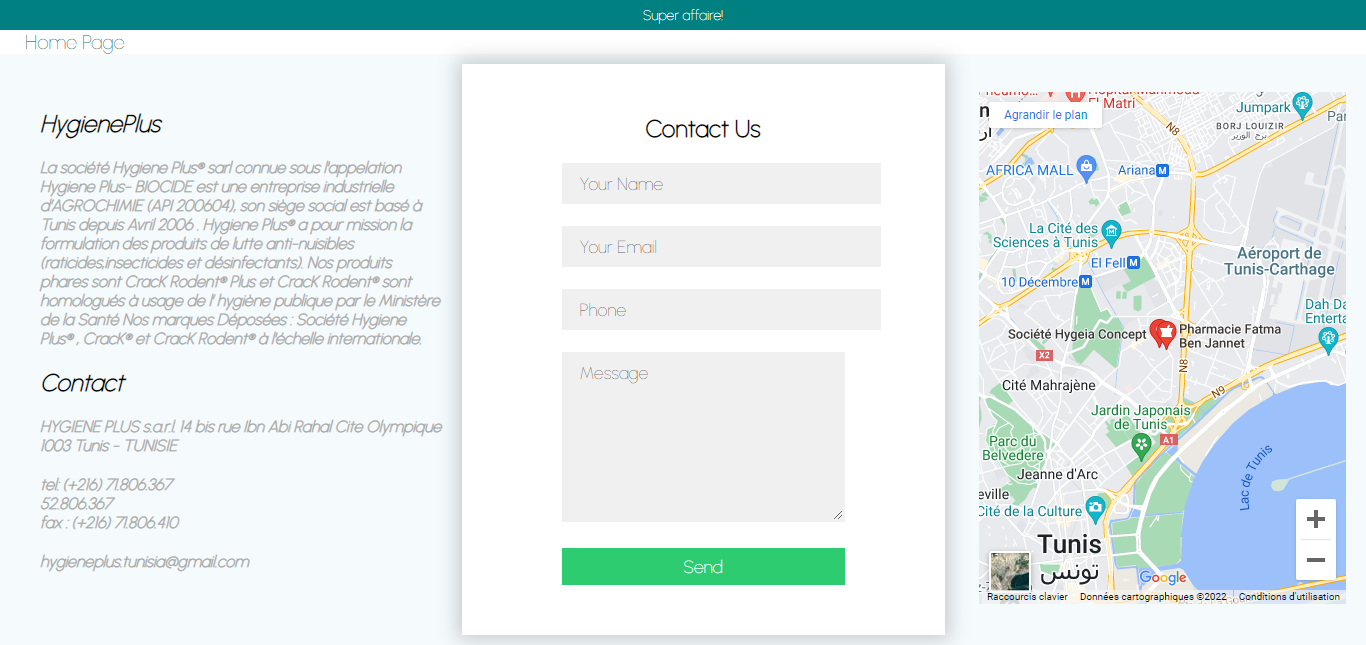 Super affaire!
Home Page
HygienePlus
La société Hygiene Plus® sarl connue sous l'appelation
Hygiene Plus- BIOCIDE est une entreprise industrielle
d'AGROCHIMIE (API 200604), son siège social est basé à
Tunis depuis Avril 2006 . Hygiene Plus® a pour mission la
formulation des produits de lutte anti-nuisibles
(raticides,insecticides et désinfectants). Nos produits
phares sont CracK Rodent® Plus et CracK Rodent® sont
homologués à usage de l' hygiène publique par le Ministère
de la Santé Nos marques Déposées : Société Hygiene
Plus® , CracK® et CracK Rodent® à l'échelle internationale.
Contact
HYGIENE PLUS s.a.r.l. 14 bis rue Ibn Abi Rahal Cite Olympique
1003 Tunis - TUNISIE
tel: (+216) 71.806.367
52.806.367
fax : (+216) 71.806.410
hygieneplus.tunisia@gmail.com
Contact Us
Your Name
Your Email
Phone
Message
Send
El Matri
Agrandir le plan
Jumpark
BORJ LOUIZIR
برج الوزير
N8
AFRICA MALL
Ariana M
La Cité des
Sciences à Tunis
El Fell M
10 Décembre M
Aéroport de
Tunis-Carthage
Dah Da
Enterta
Société Hygeia Concept
Pharmacie Fatma
Ben Jannet
X2
N8
Cité Mahrajène
N9
Jardin Japonais
de Tunis
A1
Parc du
Belvedere
Jeanne d'Arc
Lac de Tunis
eville
Cité de la Culture
Tunis
تونس
Google
Raccourcis clavier
Données cartographiques ©2022
Conditions d'utilisation